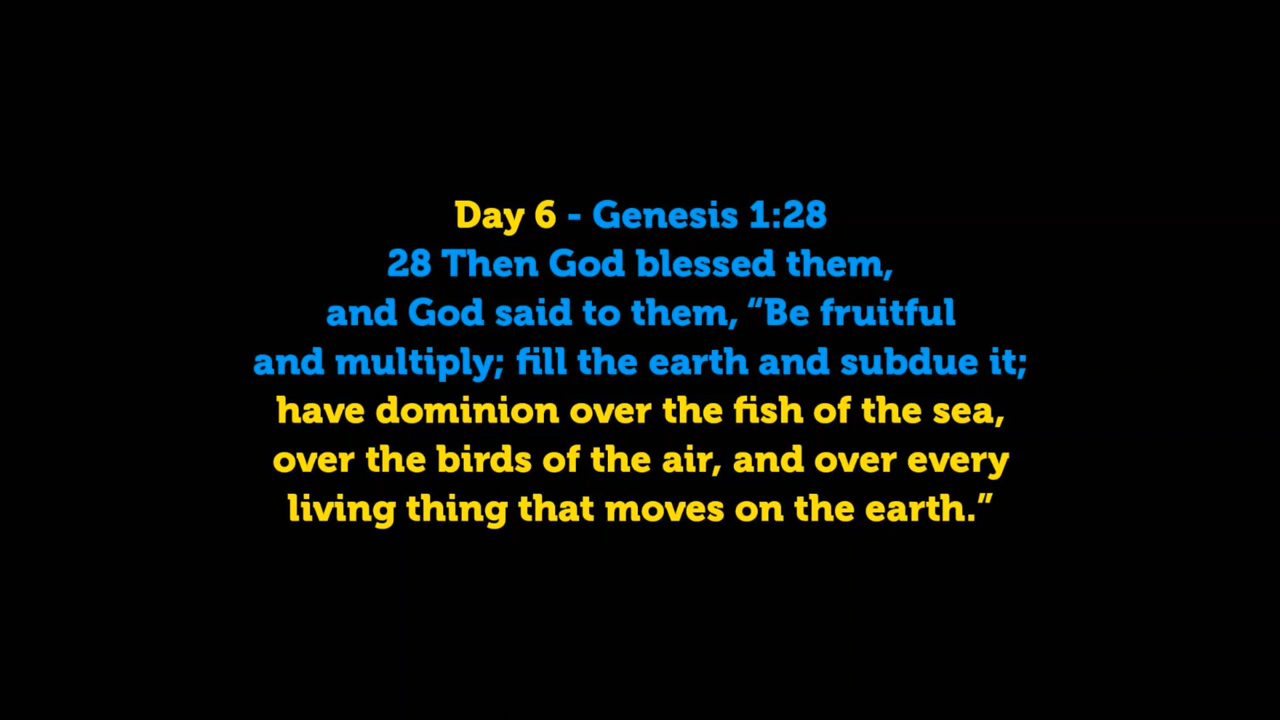 Day 6 - Genesis 1:28
28 Then God blessed them,
and God said to them, “Be fruitful
and multiply; fill the earth and subdue it;
have dominion over the fish of the sea,
over the birds of the air, and over every
living thing that moves on the earth.”